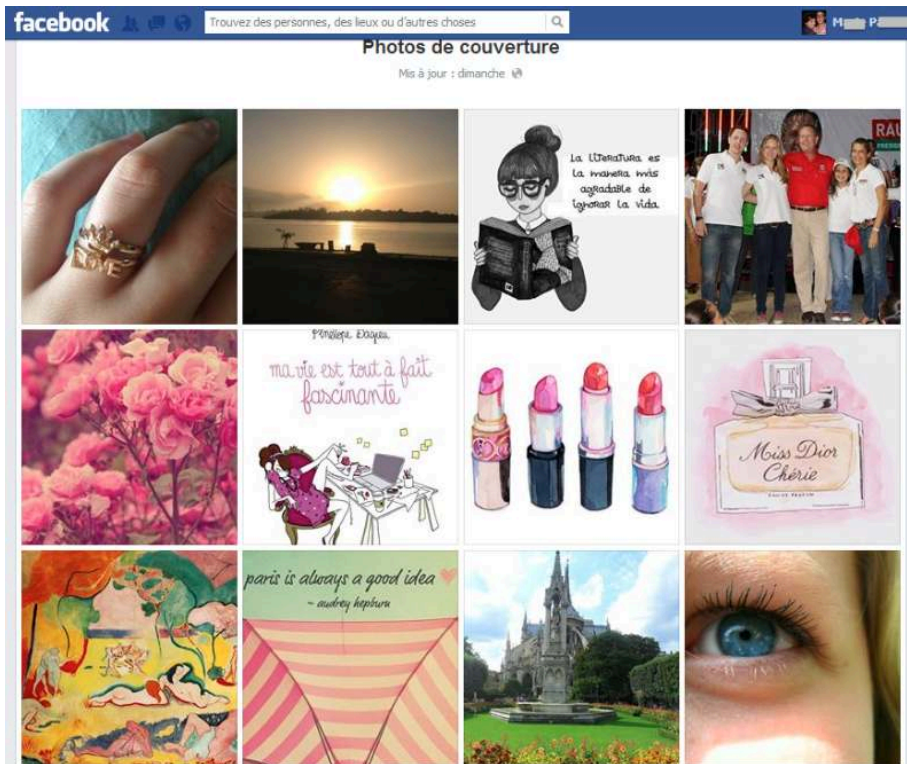 facebook
Trouvez des personnes, des lieux ou d'autres choses
Photos de couverture
Mis à jour : dimanche
LOVE
La LiTeraTura es
La manera más
agradable de
ignorar La vida.
RAU
Pénélope Bagieu
ma vie est tout à fait
fascinante
Miss Dior
Chérie
paris is always a good idea
~ audrey hepburn